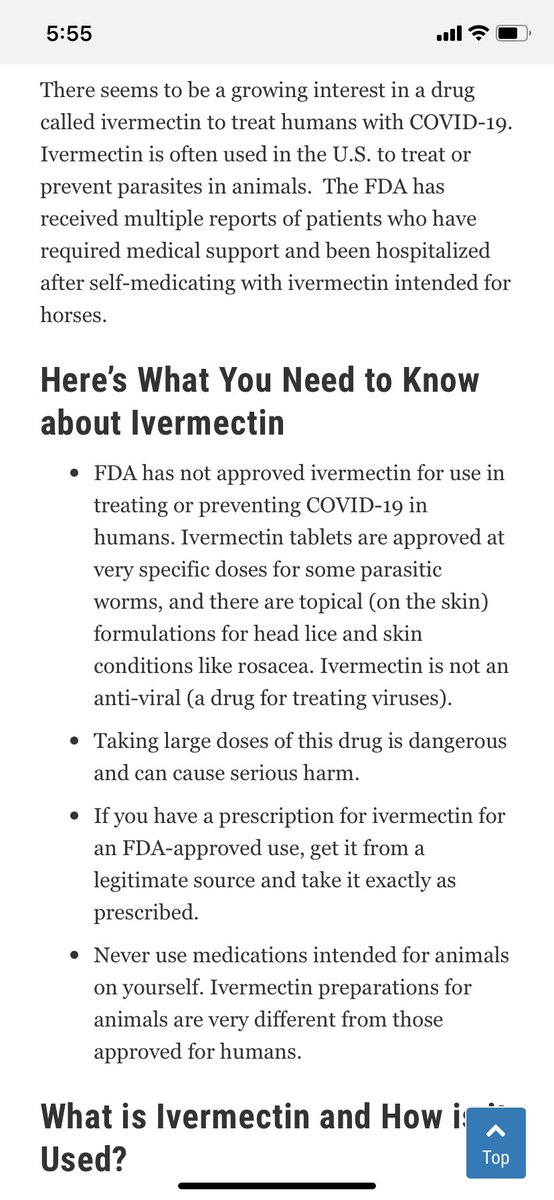 5:55
There seems to be a growing interest in a drug
called ivermectin to treat humans with COVID-19.
Ivermectin is often used in the U.S. to treat or
prevent parasites in animals.  The FDA has
received multiple reports of patients who have
required medical support and been hospitalized
after self-medicating with ivermectin intended for
horses.
Here’s What You Need to Know
about Ivermectin
• FDA has not approved ivermectin for use in
treating or preventing COVID-19 in
humans. Ivermectin tablets are approved at
very specific doses for some parasitic
worms, and there are topical (on the skin)
formulations for head lice and skin
conditions like rosacea. Ivermectin is not an
anti-viral (a drug for treating viruses).
• Taking large doses of this drug is dangerous
and can cause serious harm.
• If you have a prescription for ivermectin for
an FDA-approved use, get it from a
legitimate source and take it exactly as
prescribed.
• Never use medications intended for animals
on yourself. Ivermectin preparations for
animals are very different from those
approved for humans.
What is Ivermectin and How
Used?
Top